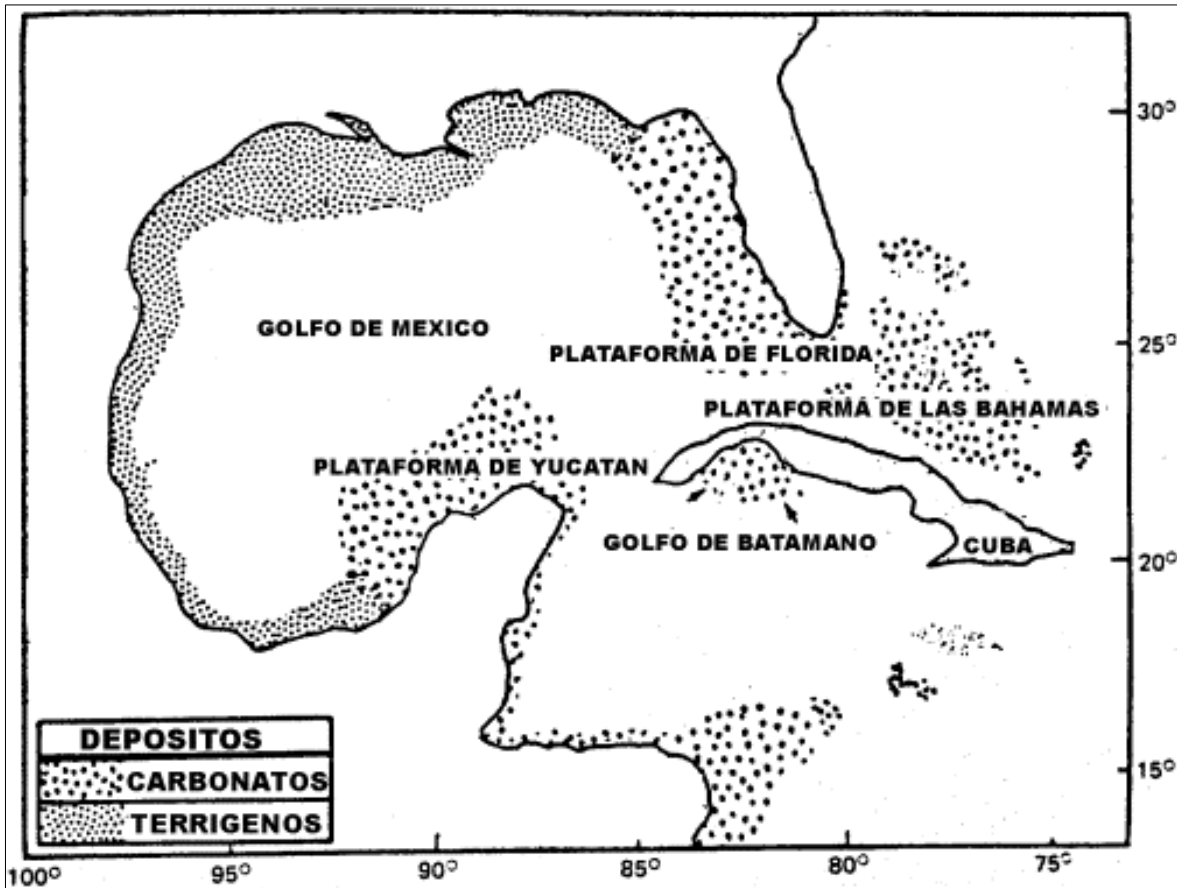 30°
GOLFO DE MEXICO
25°
PLATAFORMA DE FLORIDA
PLATAFORMA DE LAS BAHAMAS
PLATAFORMA DE YUCATAN
GOLFO DE BATAMANO
CUBA
20°
DEPOSITOS
CARBONATOS
TERRIGENOS
15°
100° 95° 90° 85° 80° 75°